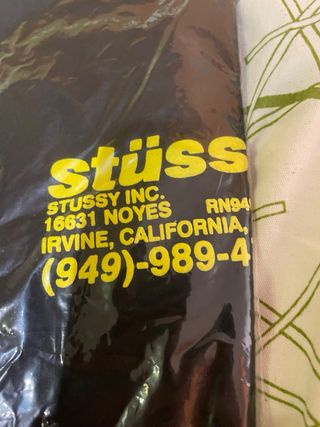 stüss
STUSSY INC.
16631 NOYES RN94
IRVINE, CALIFORNIA,
(949)-989-4